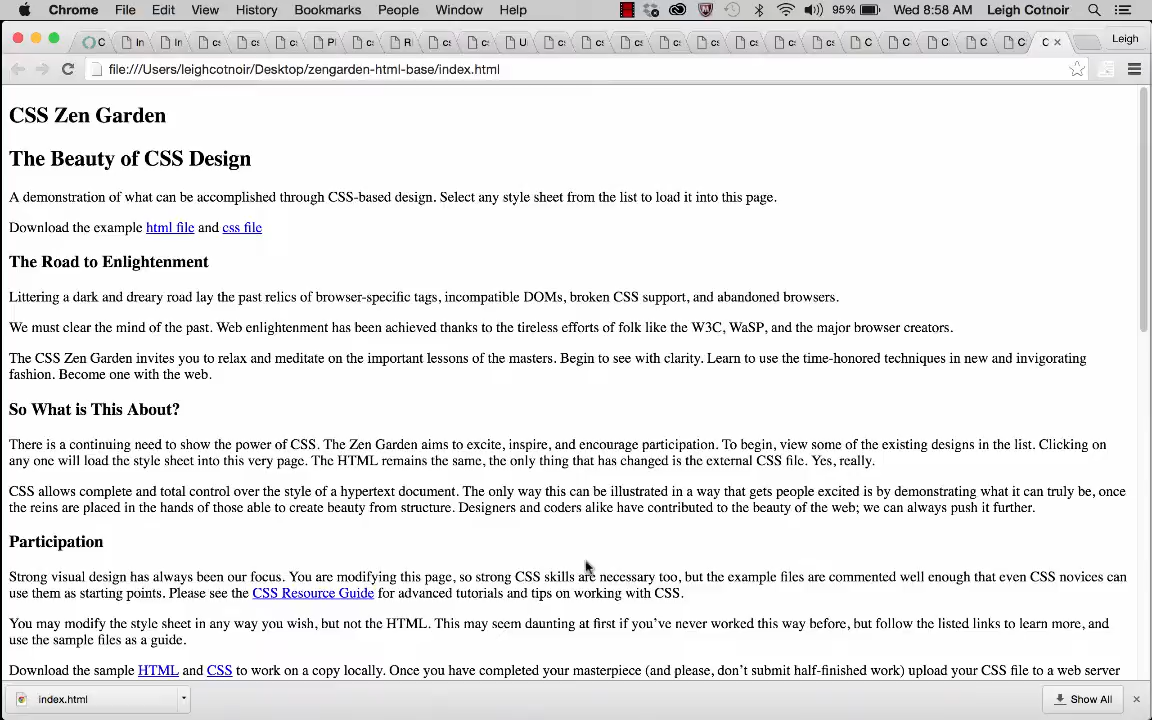 Chrome File Edit View History Bookmarks People Window Help 95% Wed 8:58 AM Leigh Cotnoir
C In In cs cs cs Pl cs R cs cs U cs cs cs cs cs cs cs cs C C C C C C Leigh
file:///Users/leighcotnoir/Desktop/zengarden-html-base/index.html
CSS Zen Garden
The Beauty of CSS Design
A demonstration of what can be accomplished through CSS-based design. Select any style sheet from the list to load it into this page.
Download the example html file and css file
The Road to Enlightenment
Littering a dark and dreary road lay the past relics of browser-specific tags, incompatible DOMs, broken CSS support, and abandoned browsers.
We must clear the mind of the past. Web enlightenment has been achieved thanks to the tireless efforts of folk like the W3C, WaSP, and the major browser creators.
The CSS Zen Garden invites you to relax and meditate on the important lessons of the masters. Begin to see with clarity. Learn to use the time-honored techniques in new and invigorating
fashion. Become one with the web.
So What is This About?
There is a continuing need to show the power of CSS. The Zen Garden aims to excite, inspire, and encourage participation. To begin, view some of the existing designs in the list. Clicking on
any one will load the style sheet into this very page. The HTML remains the same, the only thing that has changed is the external CSS file. Yes, really.
CSS allows complete and total control over the style of a hypertext document. The only way this can be illustrated in a way that gets people excited is by demonstrating what it can truly be, once
the reins are placed in the hands of those able to create beauty from structure. Designers and coders alike have contributed to the beauty of the web; we can always push it further.
Participation
Strong visual design has always been our focus. You are modifying this page, so strong CSS skills are necessary too, but the example files are commented well enough that even CSS novices can
use them as starting points. Please see the CSS Resource Guide for advanced tutorials and tips on working with CSS.
You may modify the style sheet in any way you wish, but not the HTML. This may seem daunting at first if you’ve never worked this way before, but follow the listed links to learn more, and
use the sample files as a guide.
Download the sample HTML and CSS to work on a copy locally. Once you have completed your masterpiece (and please, don’t submit half-finished work) upload your CSS file to a web server
index.html Show All